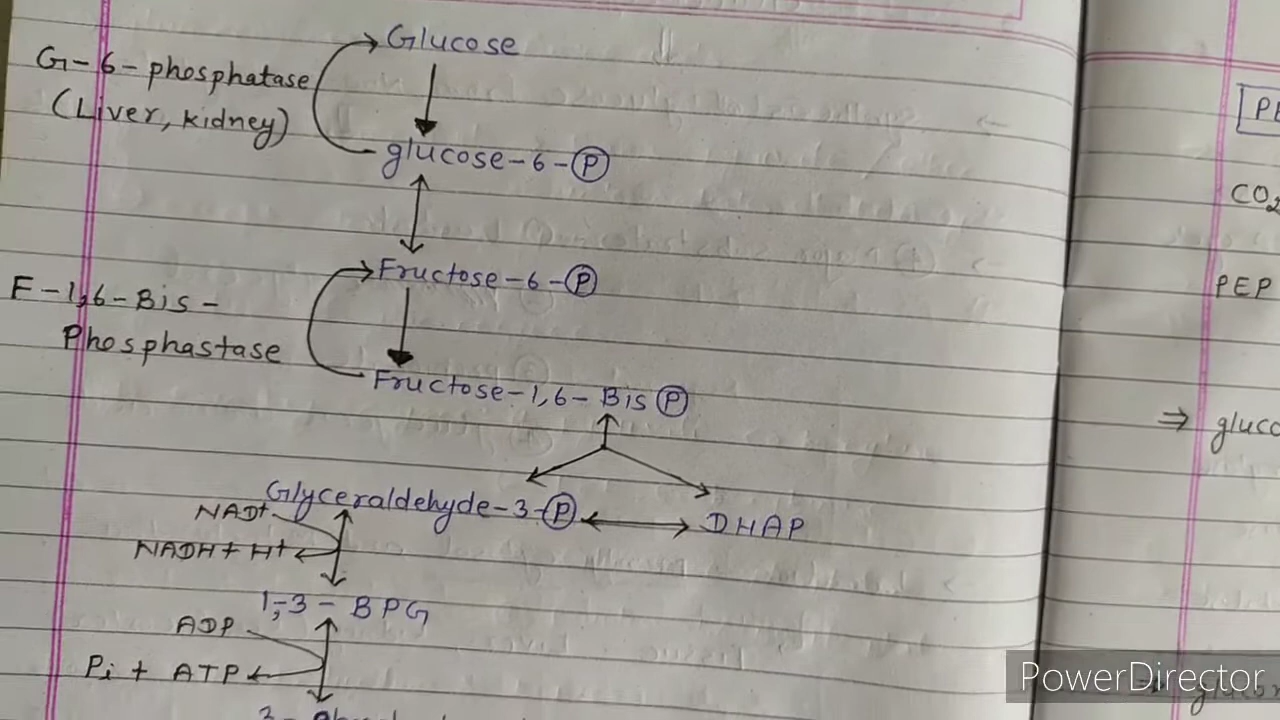 Glucose
G-6-phosphatase
(Liver, kidney)
glucose-6-Ⓟ
Fructose-6-Ⓟ
F-1,6-Bis-
Phosphastase
Fructose-1,6-Bis Ⓟ
Glyceraldehyde-3-Ⓟ
DHAP
NAD+
NADH + H+
1,3-BPG
ADP
Pi + ATP
CO2
PEP
⇒ gluco
PowerDirector